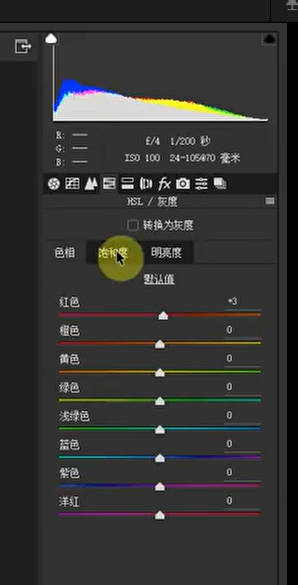 R:
G:
B:
f/4 1/200 秒
ISO 100 24-105@70 毫米
fx
HSL / 灰度
转换为灰度
色相 饱和度 明亮度
默认值
红色 +3
橙色 0
黄色 0
绿色 0
浅绿色 0
蓝色 0
紫色 0
洋红 0